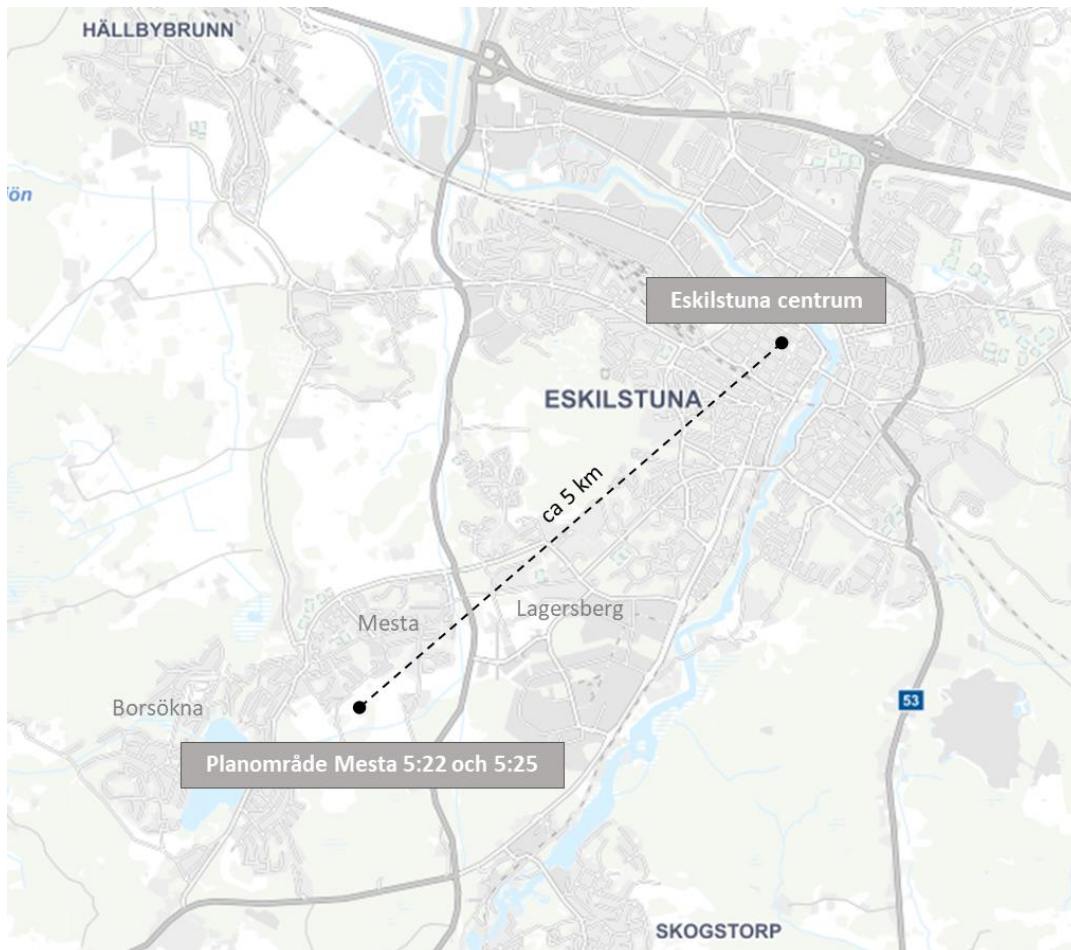 HÄLLBYBRUNN
ön
Eskilstuna centrum
ESKILSTUNA
ca 5 km
Mesta
Lagersberg
Borsökna
53
Planområde Mesta 5:22 och 5:25
SKOGSTORP